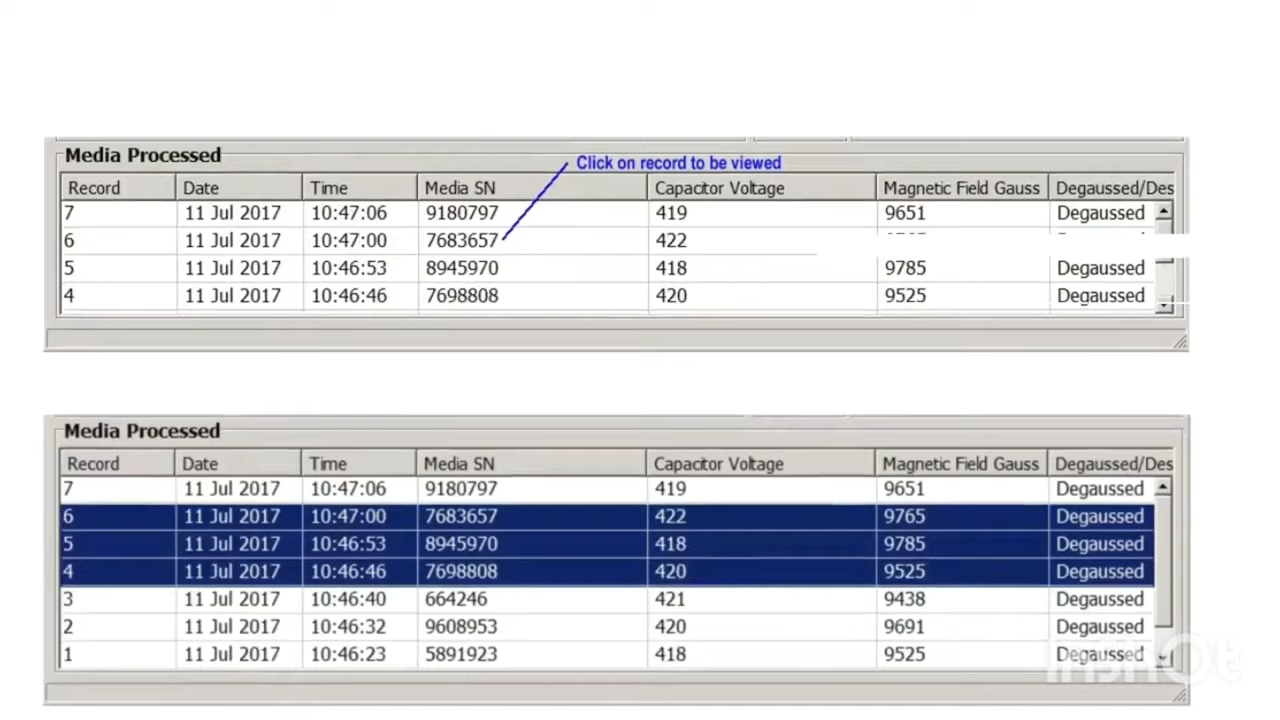 Media Processed
Click on record to be viewed
Record Date Time Media SN Capacitor Voltage Magnetic Field Gauss Degaussed/Des
7 11 Jul 2017 10:47:06 9180797 419 9651 Degaussed
6 11 Jul 2017 10:47:00 7683657 422
5 11 Jul 2017 10:46:53 8945970 418 9785 Degaussed
4 11 Jul 2017 10:46:46 7698808 420 9525 Degaussed
Media Processed
Record Date Time Media SN Capacitor Voltage Magnetic Field Gauss Degaussed/Des
7 11 Jul 2017 10:47:06 9180797 419 9651 Degaussed
6 11 Jul 2017 10:47:00 7683657 422 9765 Degaussed
5 11 Jul 2017 10:46:53 8945970 418 9785 Degaussed
4 11 Jul 2017 10:46:46 7698808 420 9525 Degaussed
3 11 Jul 2017 10:46:40 664246 421 9438 Degaussed
2 11 Jul 2017 10:46:32 9608953 420 9691 Degaussed
1 11 Jul 2017 10:46:23 5891923 418 9525 Degaussed
InShOt